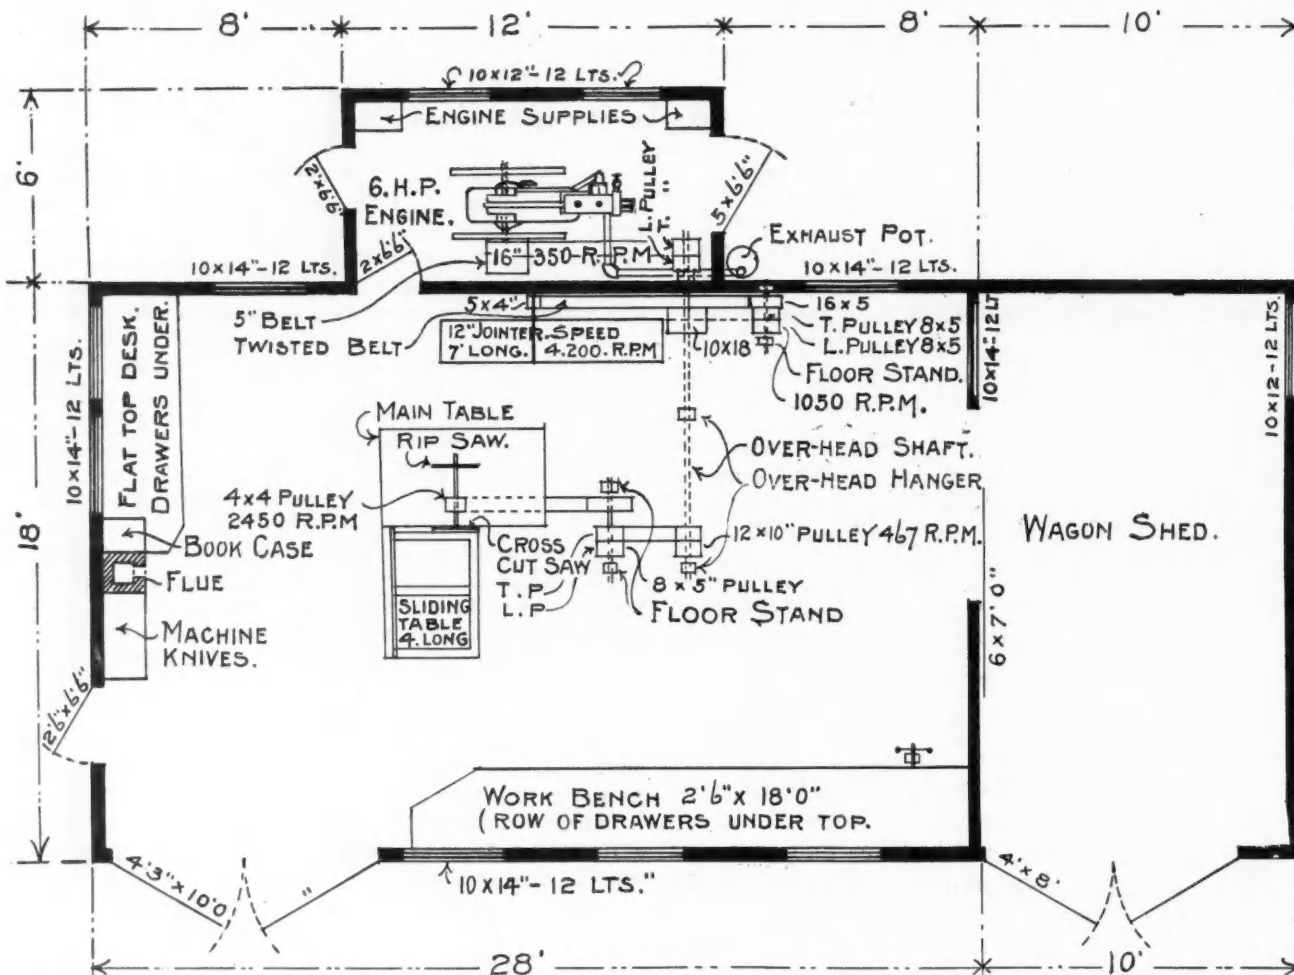 8' 12' 8' 10'
10x12"-12 LTS.
ENGINE SUPPLIES
6'
2'x6'6"
6.H.P.
ENGINE.
L. PULLEY
T. "
5x6'6"
EXHAUST POT.
10x14"-12 LTS.
2x6'6"
16" 350-R.P.M
10x14"-12 LTS.
5" BELT
TWISTED BELT
5x4"
12" JOINTER. SPEED
7' LONG. 4.200. R.P.M
10x18
16x5
T. PULLEY 8x5
L. PULLEY 8x5
FLOOR STAND.
1050 R.P.M.
10x14"-12 LT
10x12-12 LTS.
FLAT TOP DESK.
DRAWERS UNDER.
10x14"-12 LTS.
18'
MAIN TABLE
RIP SAW.
4x4 PULLEY
2450 R.P.M
OVER-HEAD SHAFT.
OVER-HEAD HANGER
12x10" PULLEY 467 R.P.M.
WAGON SHED.
BOOK CASE
FLUE
CROSS
CUT SAW
T. P
L. P
8 x 5" PULLEY
FLOOR STAND
SLIDING
TABLE
4. LONG
MACHINE
KNIVES.
6x7'0"
12'6"x6'6"
WORK BENCH 2'6"x 18'0"
(ROW OF DRAWERS UNDER TOP.
4'3"x10'0 "
10x14"-12 LTS."
4'x8'
28' 10'